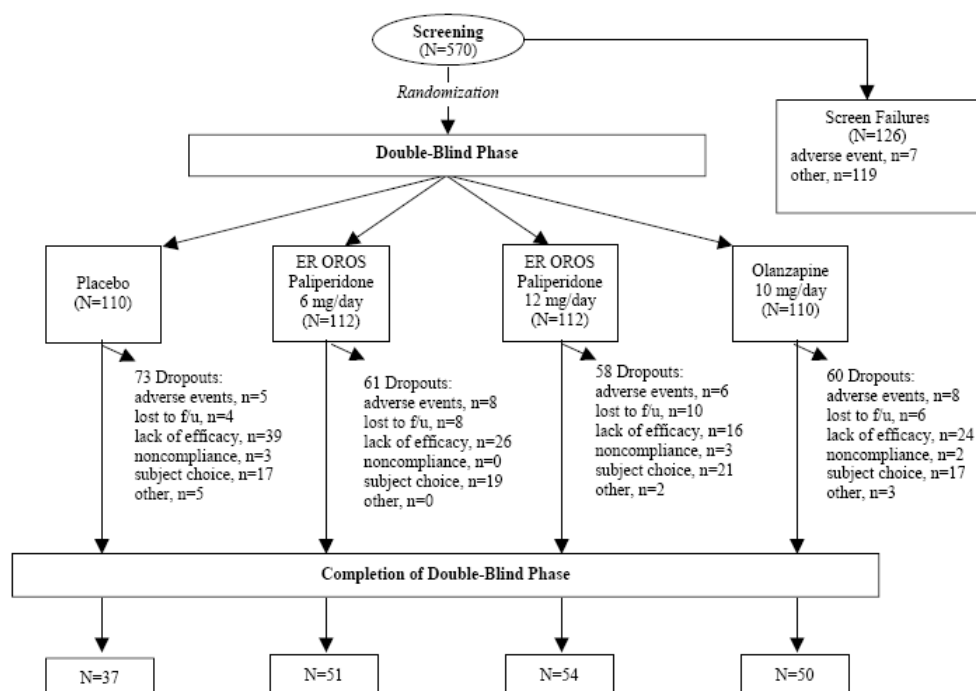 Screening
(N=570)
Randomization
Screen Failures
(N=126)
adverse event, n=7
other, n=119
Double-Blind Phase
Placebo
(N=110)
ER OROS
Paliperidone
6 mg/day
(N=112)
ER OROS
Paliperidone
12 mg/day
(N=112)
Olanzapine
10 mg/day
(N=110)
73 Dropouts:
adverse events, n=5
lost to f/u, n=4
lack of efficacy, n=39
noncompliance, n=3
subject choice, n=17
other, n=5
61 Dropouts:
adverse events, n=8
lost to f/u, n=8
lack of efficacy, n=26
noncompliance, n=0
subject choice, n=19
other, n=0
58 Dropouts:
adverse events, n=6
lost to f/u, n=10
lack of efficacy, n=16
noncompliance, n=3
subject choice, n=21
other, n=2
60 Dropouts:
adverse events, n=8
lost to f/u, n=6
lack of efficacy, n=24
noncompliance, n=2
subject choice, n=17
other, n=3
Completion of Double-Blind Phase
N=37
N=51
N=54
N=50